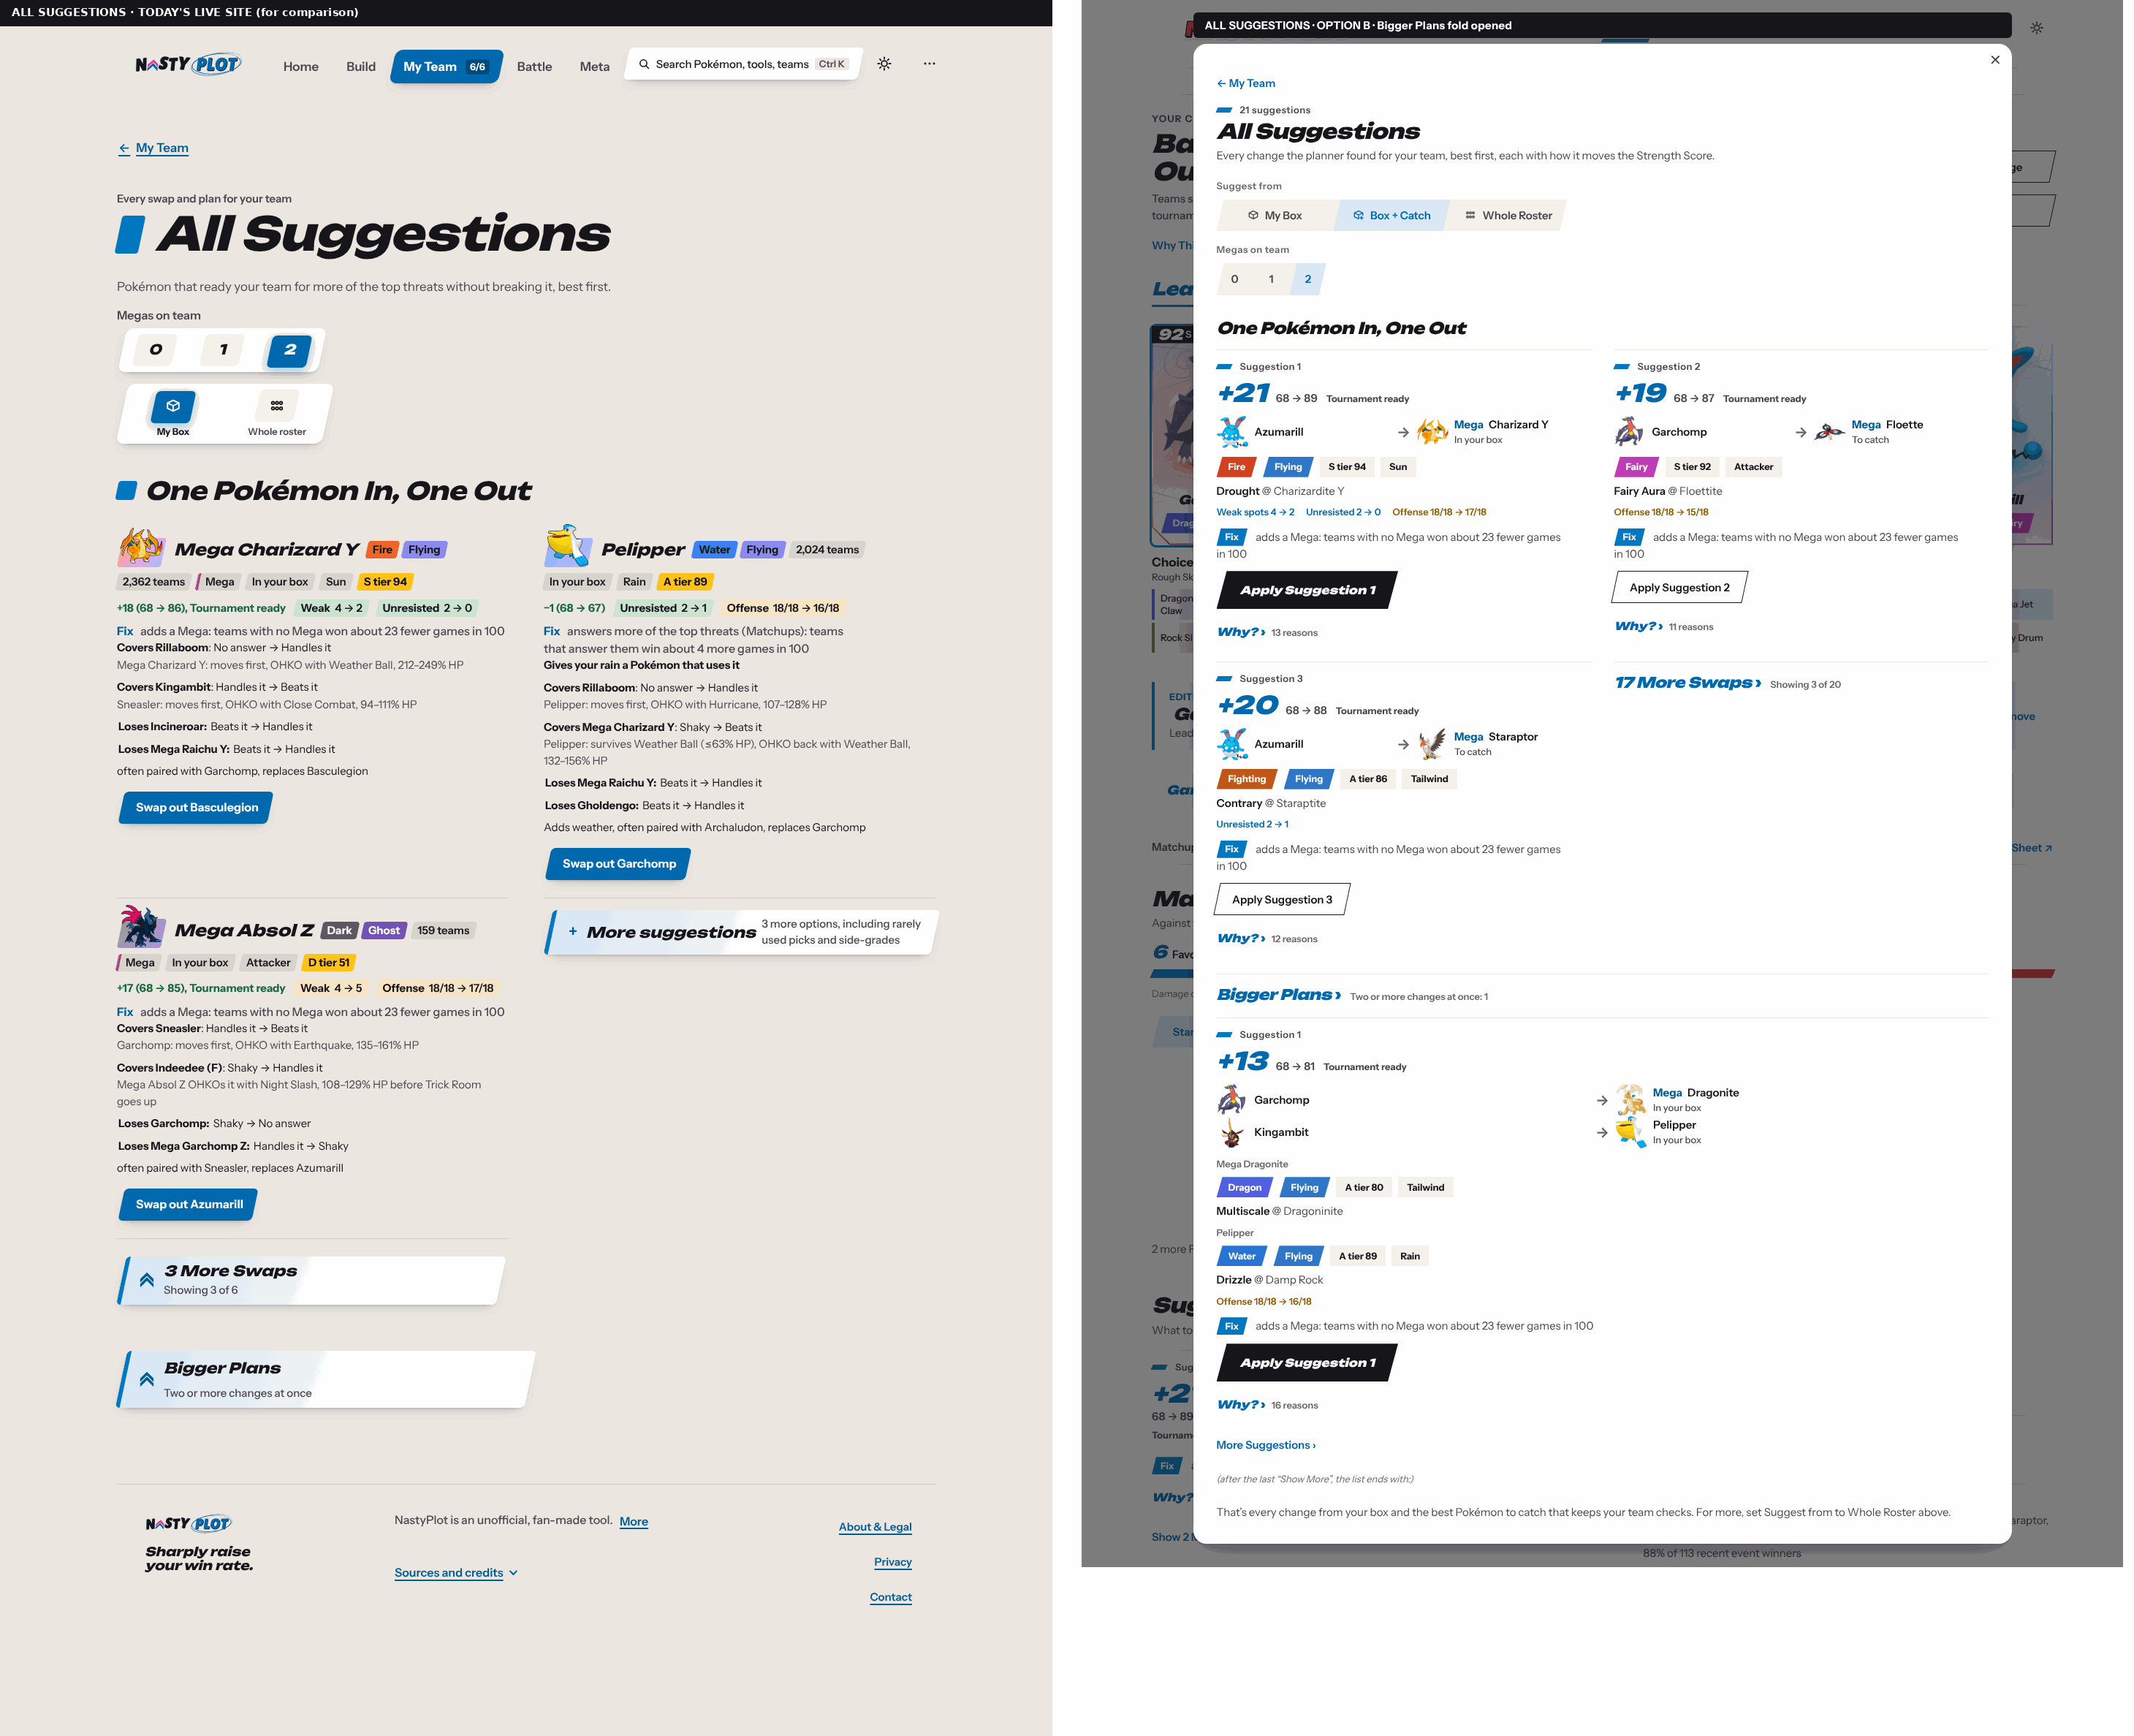 ALL SUGGESTIONS · TODAY'S LIVE SITE (for comparison)
NASTY PLOT
Home
Build
My Team 6/6
Battle
Meta
Search Pokémon, tools, teams Ctrl K
← My Team
Every swap and plan for your team
All Suggestions
Pokémon that ready your team for more of the top threats without breaking it, best first.
Megas on team
0 1 2
My Box Whole roster
One Pokémon In, One Out
Mega Charizard Y Fire Flying
2,362 teams Mega In your box Sun S tier 94
+18 (68 → 86), Tournament ready Weak 4 → 2 Unresisted 2 → 0
Fix adds a Mega: teams with no Mega won about 23 fewer games in 100
Covers Rillaboom: No answer → Handles it
Mega Charizard Y: moves first, OHKO with Weather Ball, 212–249% HP
Covers Kingambit: Handles it → Beats it
Sneasler: moves first, OHKO with Close Combat, 94–111% HP
Loses Incineroar: Beats it → Handles it
Loses Mega Raichu Y: Beats it → Handles it
often paired with Garchomp, replaces Basculegion
Swap out Basculegion
Pelipper Water Flying 2,024 teams
In your box Rain A tier 89
−1 (68 → 67) Unresisted 2 → 1 Offense 18/18 → 16/18
Fix answers more of the top threats (Matchups): teams
that answer them win about 4 more games in 100
Gives your rain a Pokémon that uses it
Covers Rillaboom: No answer → Handles it
Pelipper: moves first, OHKO with Hurricane, 107–128% HP
Covers Mega Charizard Y: Shaky → Beats it
Pelipper: survives Weather Ball (≤63% HP), OHKO back with Weather Ball,
132–156% HP
Loses Mega Raichu Y: Beats it → Handles it
Loses Gholdengo: Beats it → Handles it
Adds weather, often paired with Archaludon, replaces Garchomp
Swap out Garchomp
Mega Absol Z Dark Ghost 159 teams
Mega In your box Attacker D tier 51
+17 (68 → 85), Tournament ready Weak 4 → 5 Offense 18/18 → 17/18
Fix adds a Mega: teams with no Mega won about 23 fewer games in 100
Covers Sneasler: Handles it → Beats it
Garchomp: moves first, OHKO with Earthquake, 135–161% HP
Covers Indeedee (F): Shaky → Handles it
Mega Absol Z OHKOs it with Night Slash, 108–129% HP before Trick Room
goes up
Loses Garchomp: Shaky → No answer
Loses Mega Garchomp Z: Handles it → Shaky
often paired with Sneasler, replaces Azumarill
Swap out Azumarill
+ More suggestions 3 more options, including rarely
used picks and side-grades
3 More Swaps
Showing 3 of 6
Bigger Plans
Two or more changes at once
NASTY PLOT
Sharply raise
your win rate.
NastyPlot is an unofficial, fan-made tool. More
Sources and credits
About & Legal
Privacy
Contact
ALL SUGGESTIONS · OPTION B · Bigger Plans fold opened
← My Team
21 suggestions
All Suggestions
Every change the planner found for your team, best first, each with how it moves the Strength Score.
Suggest from
My Box Box + Catch Whole Roster
Megas on team
0 1 2
One Pokémon In, One Out
Suggestion 1
+21 68 → 89 Tournament ready
Azumarill → Mega Charizard Y
In your box
Fire Flying S tier 94 Sun
Drought @ Charizardite Y
Weak spots 4 → 2 Unresisted 2 → 0 Offense 18/18 → 17/18
Fix adds a Mega: teams with no Mega won about 23 fewer games
in 100
Apply Suggestion 1
Why? › 13 reasons
Suggestion 2
+19 68 → 87 Tournament ready
Garchomp → Mega Floette
To catch
Fairy S tier 92 Attacker
Fairy Aura @ Floettite
Offense 18/18 → 15/18
Fix adds a Mega: teams with no Mega won about 23 fewer games
in 100
Apply Suggestion 2
Why? › 11 reasons
Suggestion 3
+20 68 → 88 Tournament ready
Azumarill → Mega Staraptor
To catch
Fighting Flying A tier 86 Tailwind
Contrary @ Staraptite
Unresisted 2 → 1
Fix adds a Mega: teams with no Mega won about 23 fewer games
in 100
Apply Suggestion 3
Why? › 12 reasons
17 More Swaps › Showing 3 of 20
Bigger Plans › Two or more changes at once: 1
Suggestion 1
+13 68 → 81 Tournament ready
Garchomp → Mega Dragonite
In your box
Kingambit → Pelipper
In your box
Mega Dragonite
Dragon Flying A tier 80 Tailwind
Multiscale @ Dragoninite
Pelipper
Water Flying A tier 89 Rain
Drizzle @ Damp Rock
Offense 18/18 → 16/18
Fix adds a Mega: teams with no Mega won about 23 fewer games in 100
Apply Suggestion 1
Why? › 16 reasons
More Suggestions ›
(after the last “Show More”, the list ends with:)
That's every change from your box and the best Pokémon to catch that keeps your team checks. For more, set Suggest from to Whole Roster above.
88% of 113 recent event winners